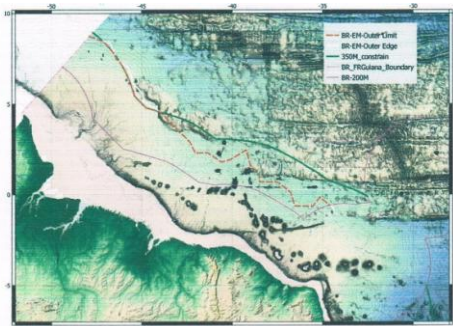 -50 -45 -40 -35 -30
10
BR-EM-Outer Limit
BR-EM-Outer Edge
350M_constrain
BR_FRGuiana_Boundary
BR-200M
5
0
-5